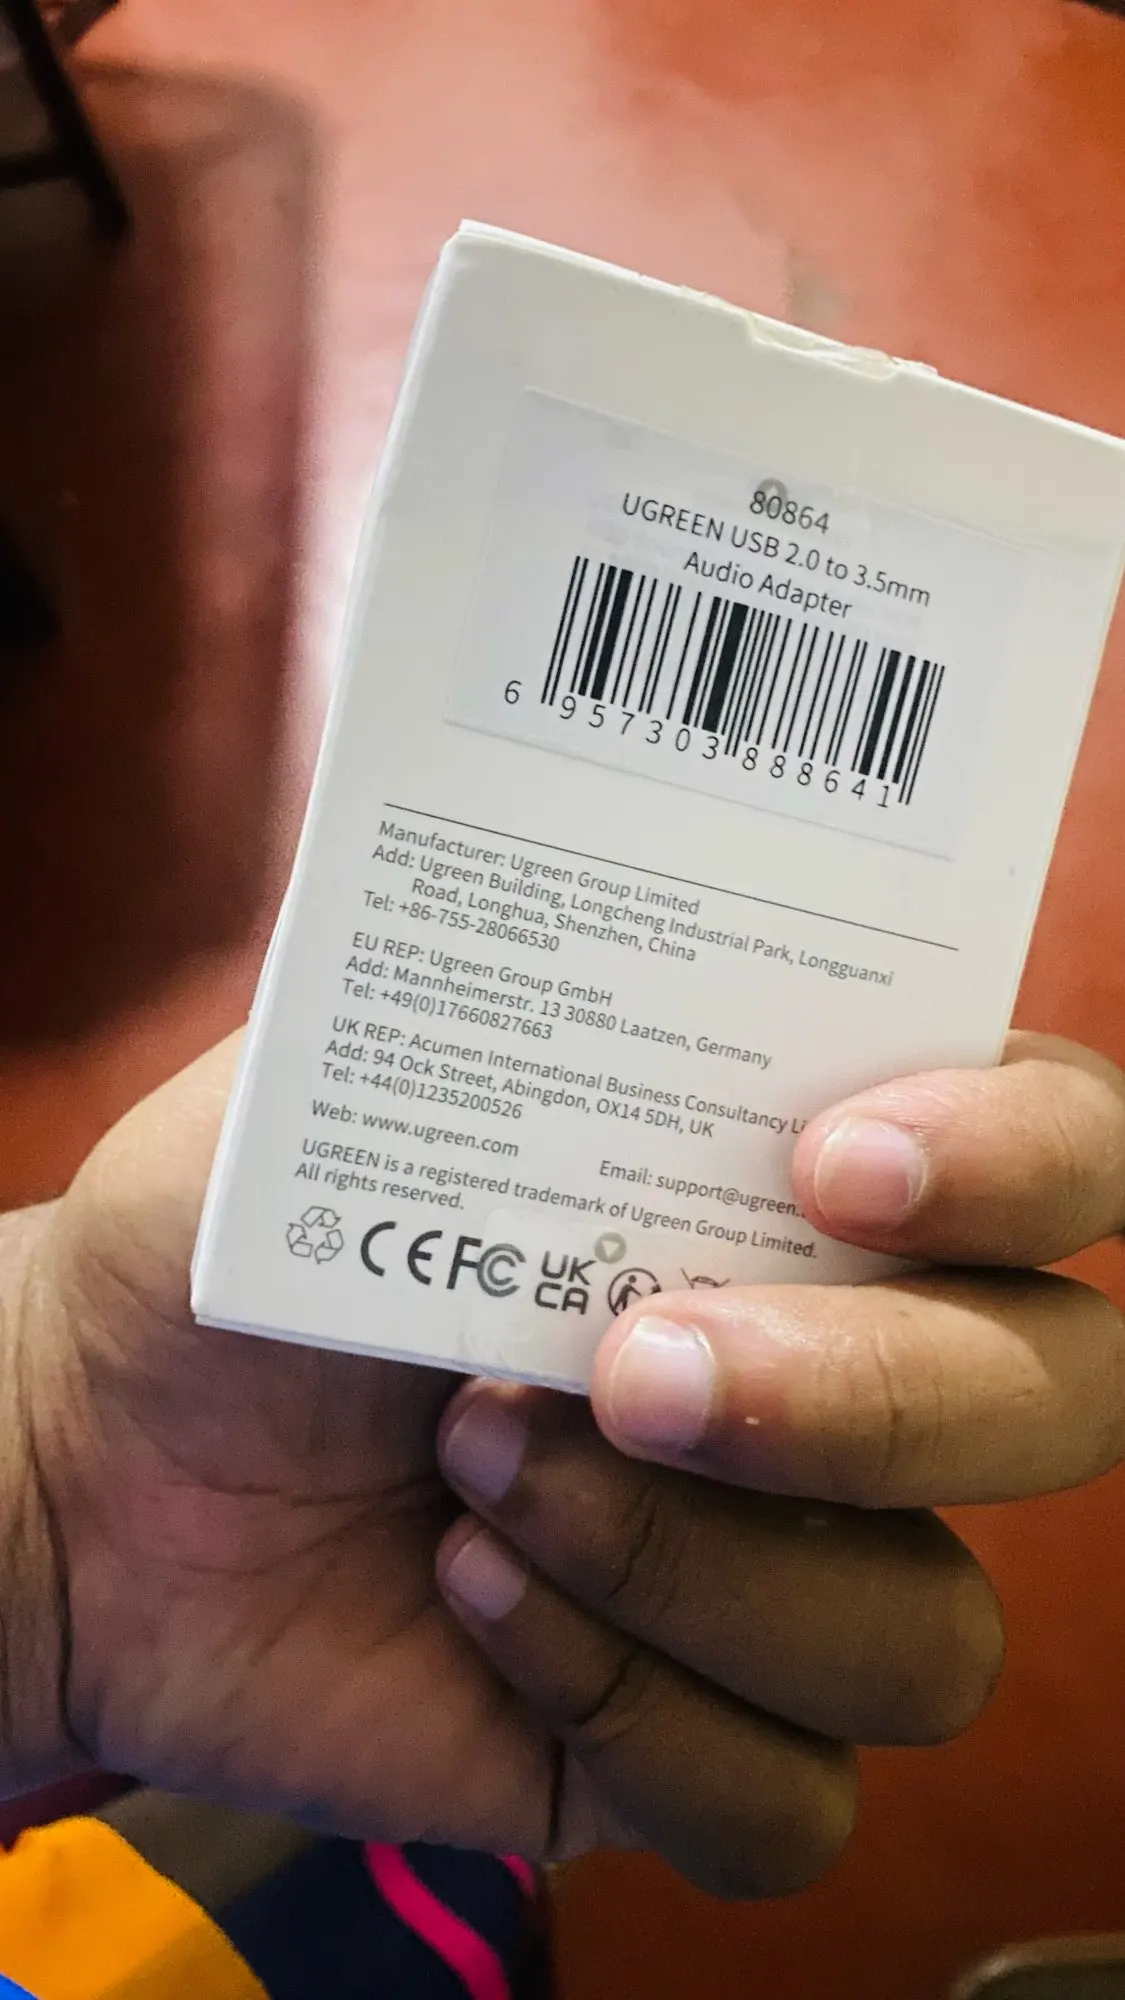 80864
UGREEN USB 2.0 to 3.5mm
Audio Adapter
6 957303 888641
Manufacturer: Ugreen Group Limited
Add: Ugreen Building, Longcheng Industrial Park, Longguanxi
Road, Longhua, Shenzhen, China
Tel: +86-755-28066530
EU REP: Ugreen Group GmbH
Add: Mannheimerstr. 13 30880 Laatzen, Germany
Tel: +49(0)17660827663
UK REP: Acumen International Business Consultancy
Add: 94 Ock Street, Abingdon, OX14 5DH, UK
Tel: +44(0)1235200526
Web: www.ugreen.com Email: support@ugreen.
UGREEN is a registered trademark of Ugreen Group Limited.
All rights reserved.
CE FC UK
CA